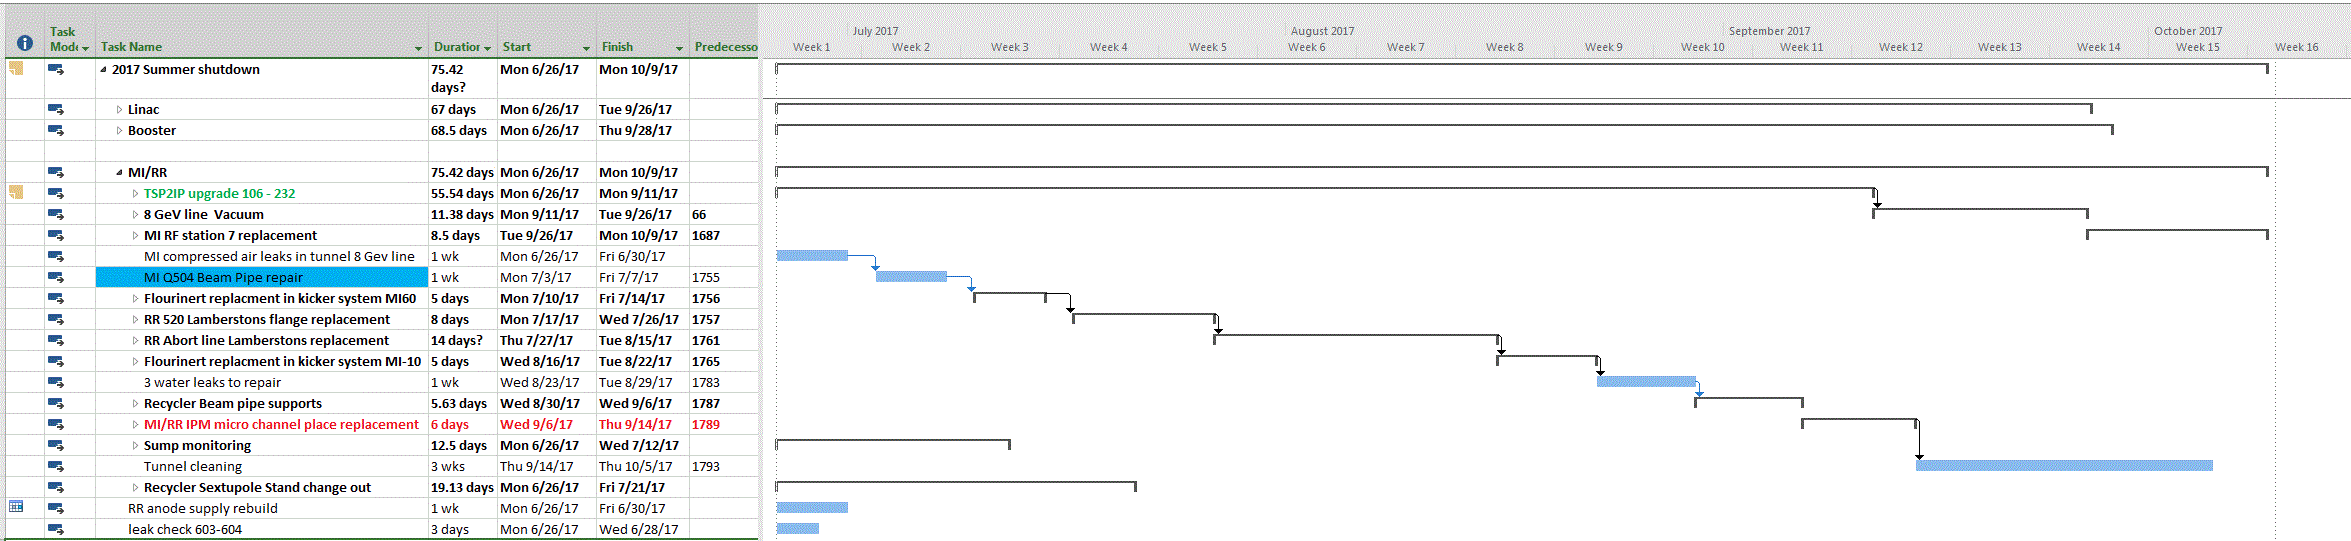 July 2017 August 2017 September 2017 October 2017
Task Mode Task Name Duration Start Finish Predecesso Week 1 Week 2 Week 3 Week 4 Week 5 Week 6 Week 7 Week 8 Week 9 Week 10 Week 11 Week 12 Week 13 Week 14 Week 15 Week 16
2017 Summer shutdown 75.42 days? Mon 6/26/17 Mon 10/9/17
Linac 67 days Mon 6/26/17 Tue 9/26/17
Booster 68.5 days Mon 6/26/17 Thu 9/28/17
MI/RR 75.42 days Mon 6/26/17 Mon 10/9/17
TSP2IP upgrade 106 - 232 55.54 days Mon 6/26/17 Mon 9/11/17
8 GeV line Vacuum 11.38 days Mon 9/11/17 Tue 9/26/17 66
MI RF station 7 replacement 8.5 days Tue 9/26/17 Mon 10/9/17 1687
MI compressed air leaks in tunnel 8 Gev line 1 wk Mon 6/26/17 Fri 6/30/17
MI Q504 Beam Pipe repair 1 wk Mon 7/3/17 Fri 7/7/17 1755
Flourinert replacment in kicker system MI60 5 days Mon 7/10/17 Fri 7/14/17 1756
RR 520 Lamberstons flange replacement 8 days Mon 7/17/17 Wed 7/26/17 1757
RR Abort line Lamberstons replacement 14 days? Thu 7/27/17 Tue 8/15/17 1761
Flourinert replacment in kicker system MI-10 5 days Wed 8/16/17 Tue 8/22/17 1765
3 water leaks to repair 1 wk Wed 8/23/17 Tue 8/29/17 1783
Recycler Beam pipe supports 5.63 days Wed 8/30/17 Wed 9/6/17 1787
MI/RR IPM micro channel place replacement 6 days Wed 9/6/17 Thu 9/14/17 1789
Sump monitoring 12.5 days Mon 6/26/17 Wed 7/12/17
Tunnel cleaning 3 wks Thu 9/14/17 Thu 10/5/17 1793
Recycler Sextupole Stand change out 19.13 days Mon 6/26/17 Fri 7/21/17
RR anode supply rebuild 1 wk Mon 6/26/17 Fri 6/30/17
leak check 603-604 3 days Mon 6/26/17 Wed 6/28/17